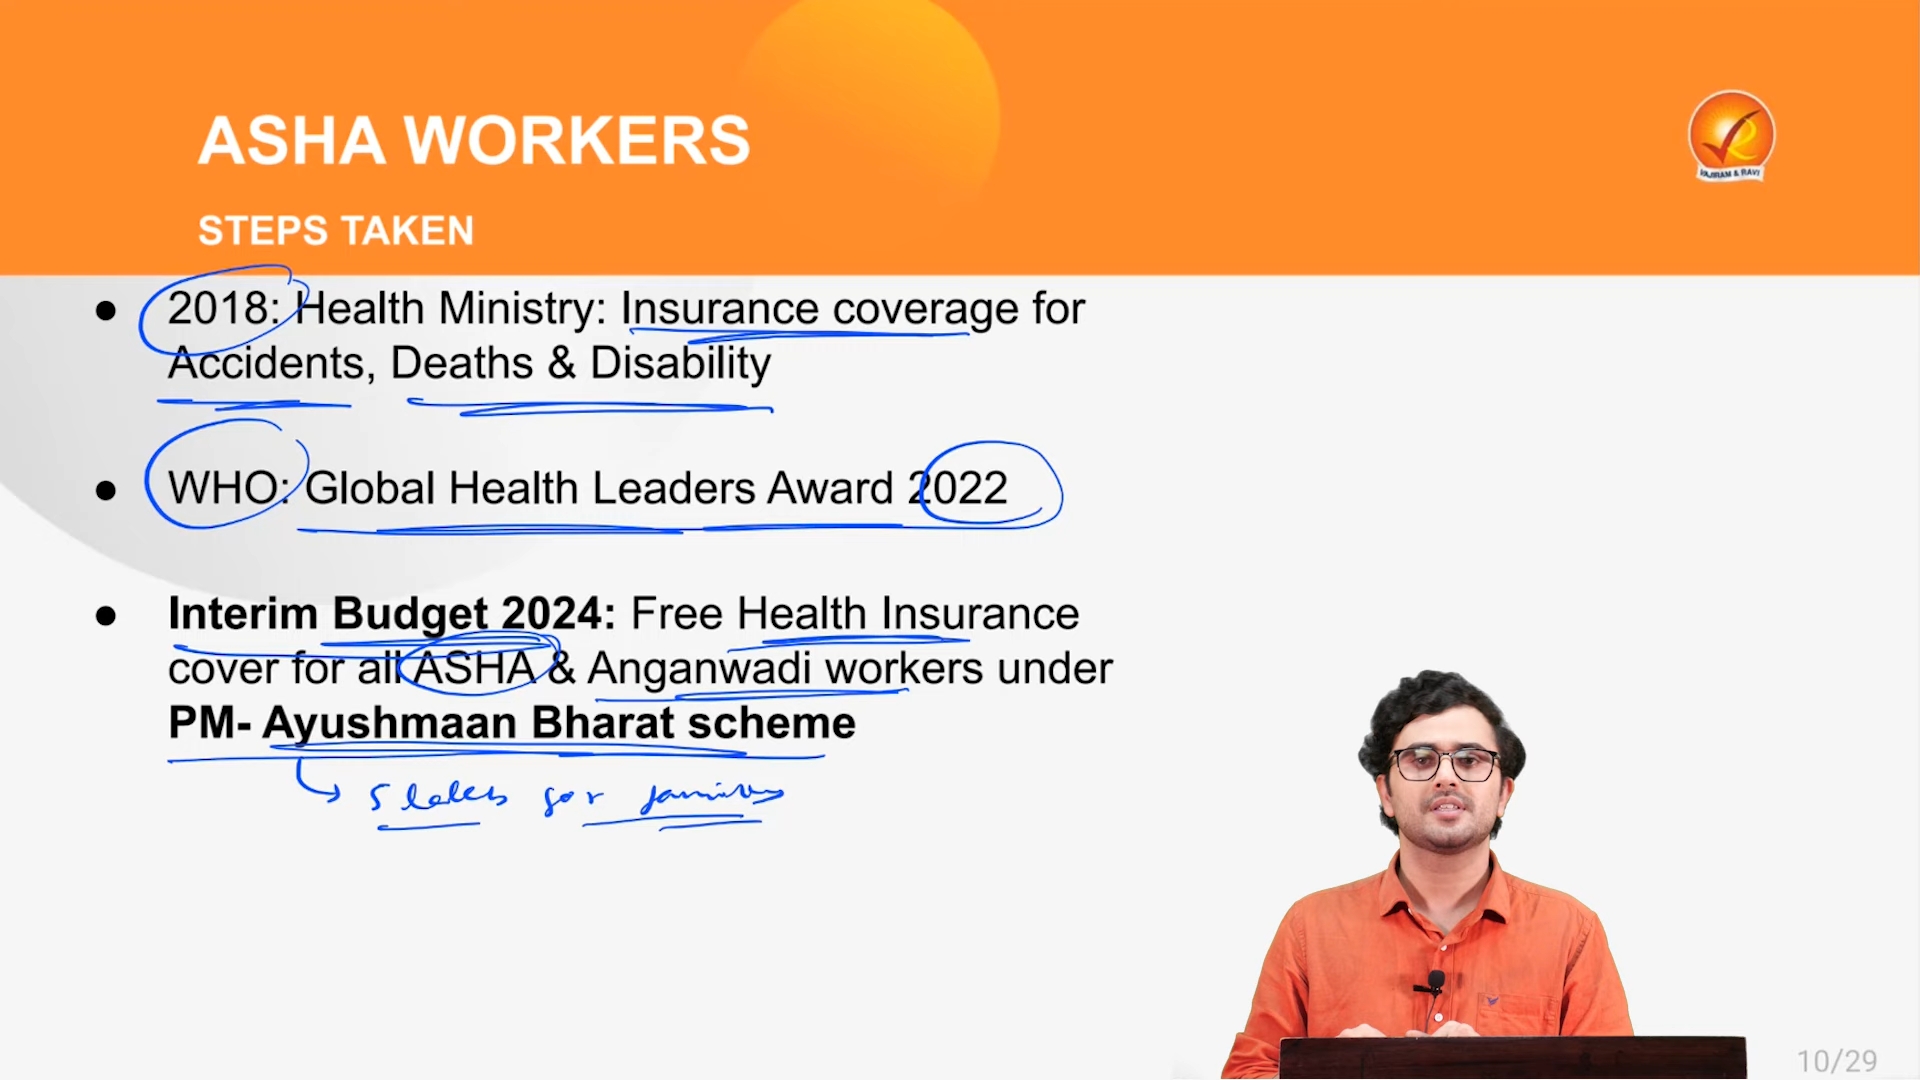 ASHA WORKERS
VAJIRAM & RAVI
STEPS TAKEN
● 2018: Health Ministry: Insurance coverage for
Accidents, Deaths & Disability
● WHO: Global Health Leaders Award 2022
● Interim Budget 2024: Free Health Insurance
cover for all ASHA & Anganwadi workers under
PM- Ayushmaan Bharat scheme
5 lakhs for families
10/29